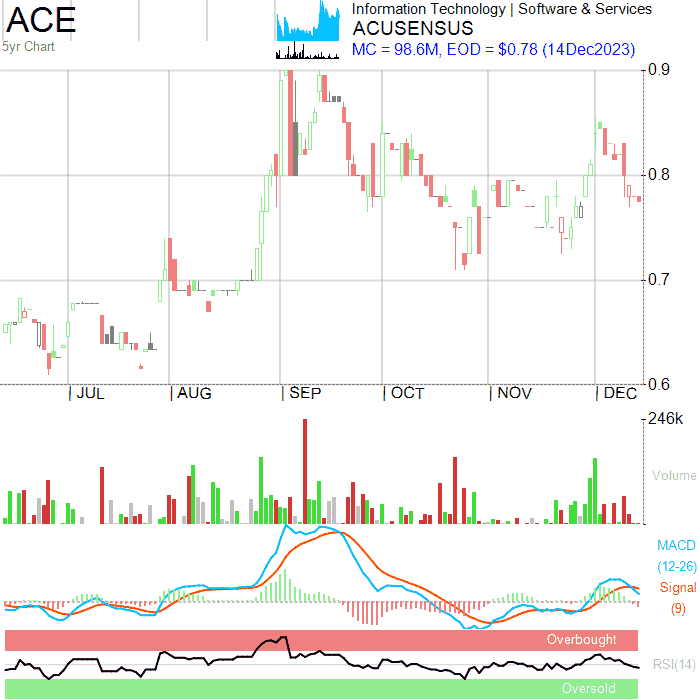 ACE
5yr Chart
Information Technology | Software & Services
ACUSENSUS
MC = 98.6M, EOD = $0.78 (14Dec2023)
0.9
0.8
0.7
0.6
JUL
AUG
SEP
OCT
NOV
DEC
246k
Volume
MACD
(12-26)
Signal
(9)
Overbought
RSI(14)
Oversold